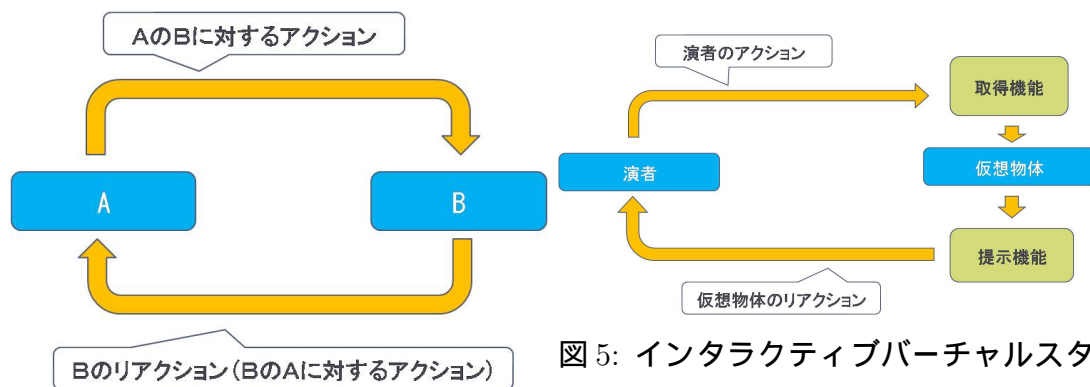 AのBに対するアクション
A
B
Bのリアクション(BのAに対するアクション)
演者のアクション
取得機能
演者
仮想物体
提示機能
仮想物体のリアクション
図 5: インタラクティブバーチャルスタ